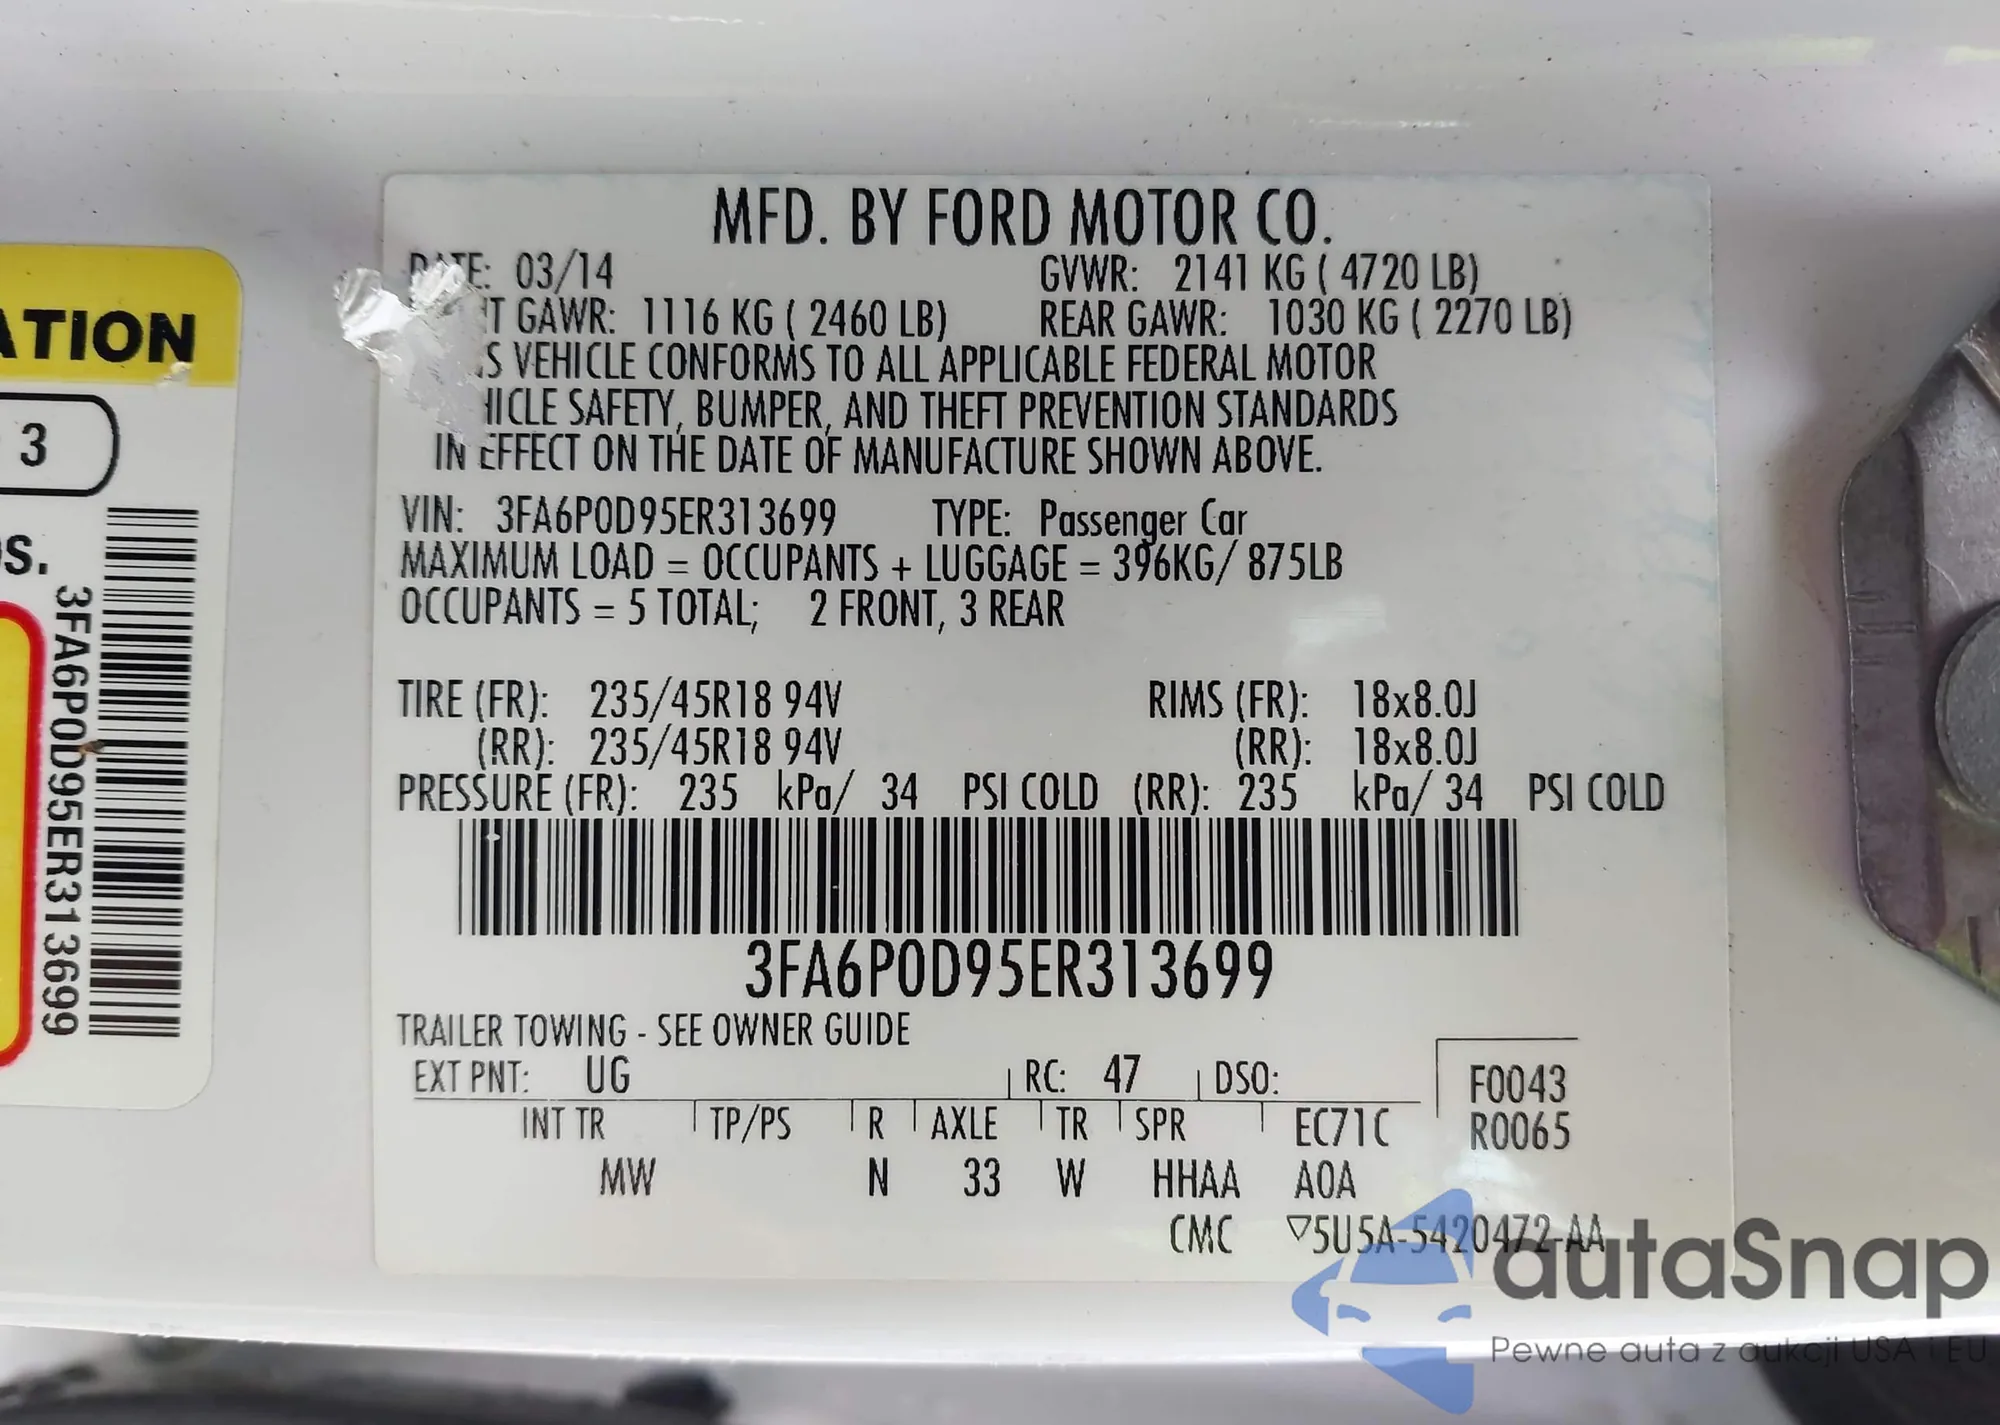 ATION
3
3FA6P0D95ER313699
MFD. BY FORD MOTOR CO.
DATE: 03/14 GVWR: 2141 KG ( 4720 LB)
GAWR: 1116 KG ( 2460 LB) REAR GAWR: 1030 KG ( 2270 LB)
VEHICLE CONFORMS TO ALL APPLICABLE FEDERAL MOTOR
SAFETY, BUMPER, AND THEFT PREVENTION STANDARDS
IN EFFECT ON THE DATE OF MANUFACTURE SHOWN ABOVE.
VIN: 3FA6P0D95ER313699 TYPE: Passenger Car
MAXIMUM LOAD = OCCUPANTS + LUGGAGE = 396KG/ 875LB
OCCUPANTS = 5 TOTAL; 2 FRONT, 3 REAR
TIRE (FR): 235/45R18 94V RIMS (FR): 18x8.0J
(RR): 235/45R18 94V (RR): 18x8.0J
PRESSURE (FR): 235 kPa/ 34 PSI COLD (RR): 235 kPa/ 34 PSI COLD
3FA6P0D95ER313699
TRAILER TOWING - SEE OWNER GUIDE
EXT PNT: UG RC: 47 DSO: F0043
INT TR TP/PS R AXLE TR SPR EC71C R0065
MW N 33 W HHAA A0A
CMC ▽5U5A-5420472-AA
autaSnap
Pewne auta z aukcji USA i EU